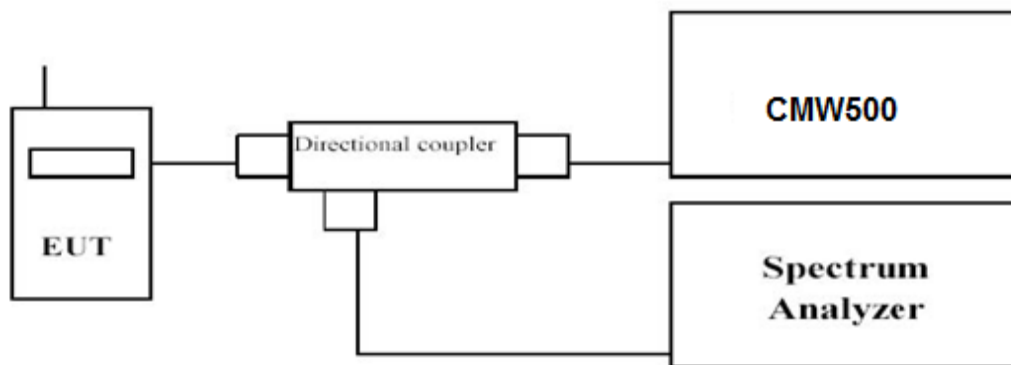 CMW500
Directional coupler
EUT
Spectrum
Analyzer